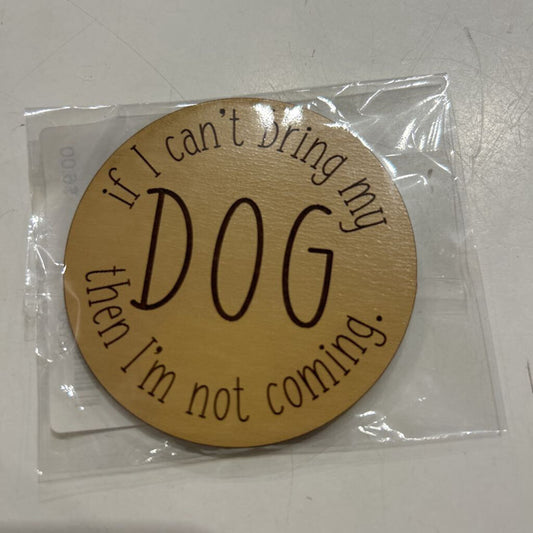 if I can't bring my
DOG
then I'm not coming.